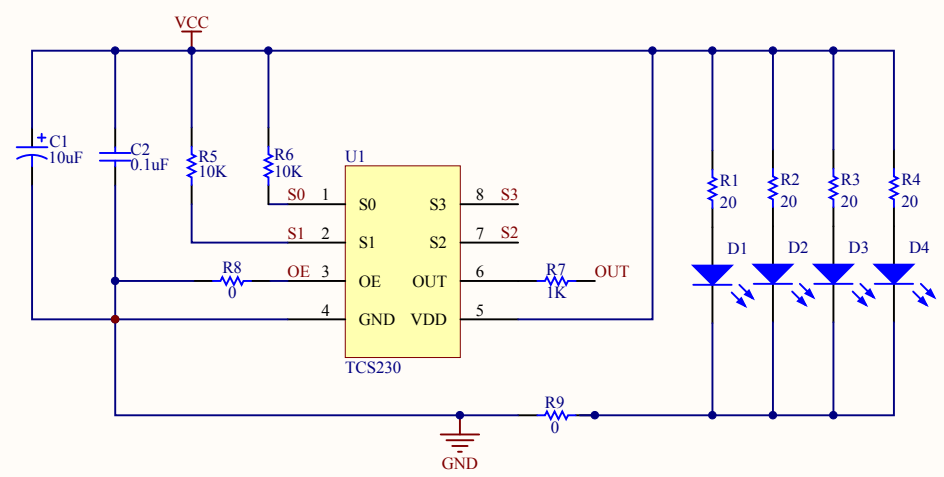 VCC
C1
10uF
C2
0.1uF
R5
10K
R6
10K
U1
S0 1 S0 S3 8 S3
S1 2 S1 S2 7 S2
R8
0
OE 3 OE OUT 6
R7
1K
OUT
4 GND VDD 5
TCS230
R1
20
R2
20
R3
20
R4
20
D1
D2
D3
D4
R9
0
GND